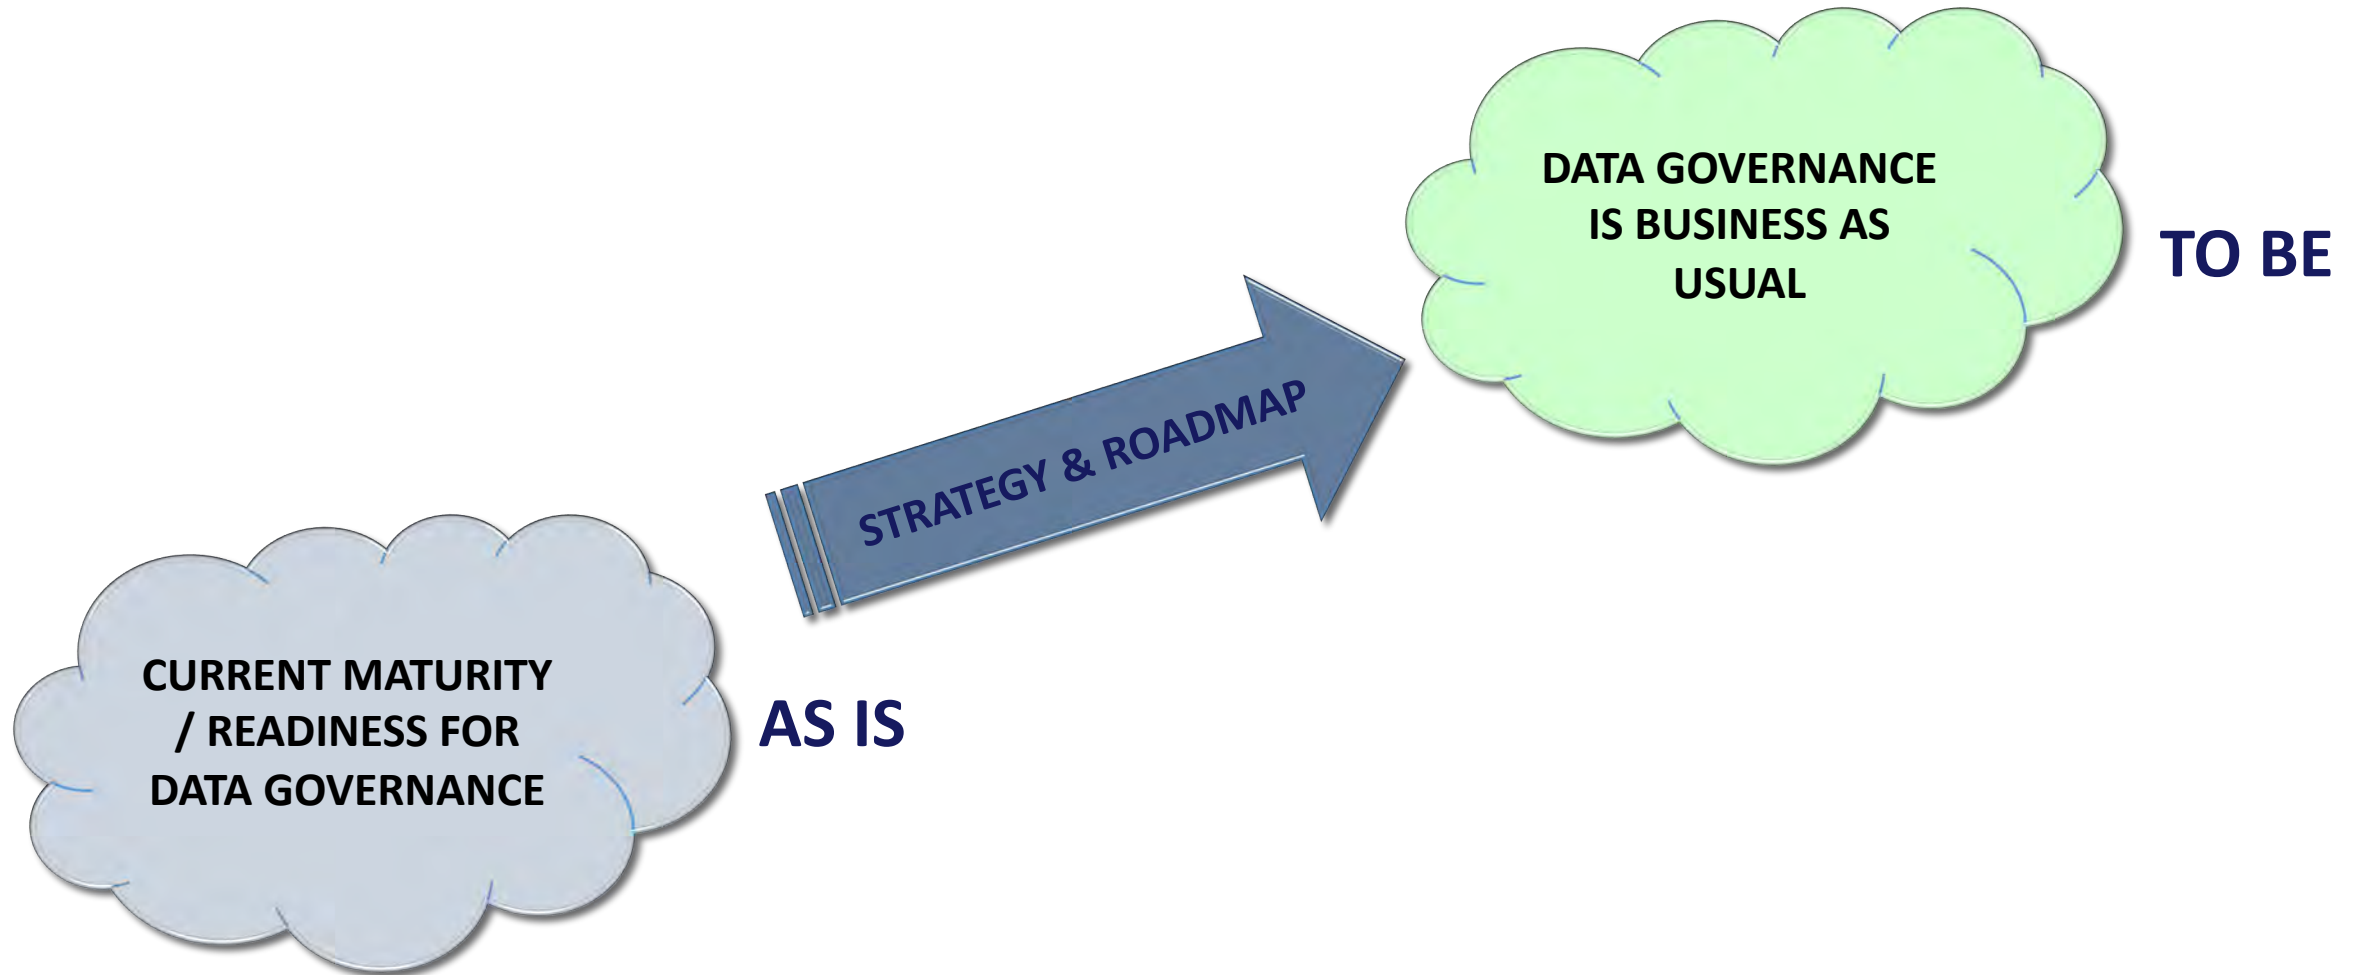 DATA GOVERNANCE
IS BUSINESS AS
USUAL
TO BE
STRATEGY & ROADMAP
CURRENT MATURITY
/ READINESS FOR
DATA GOVERNANCE
AS IS